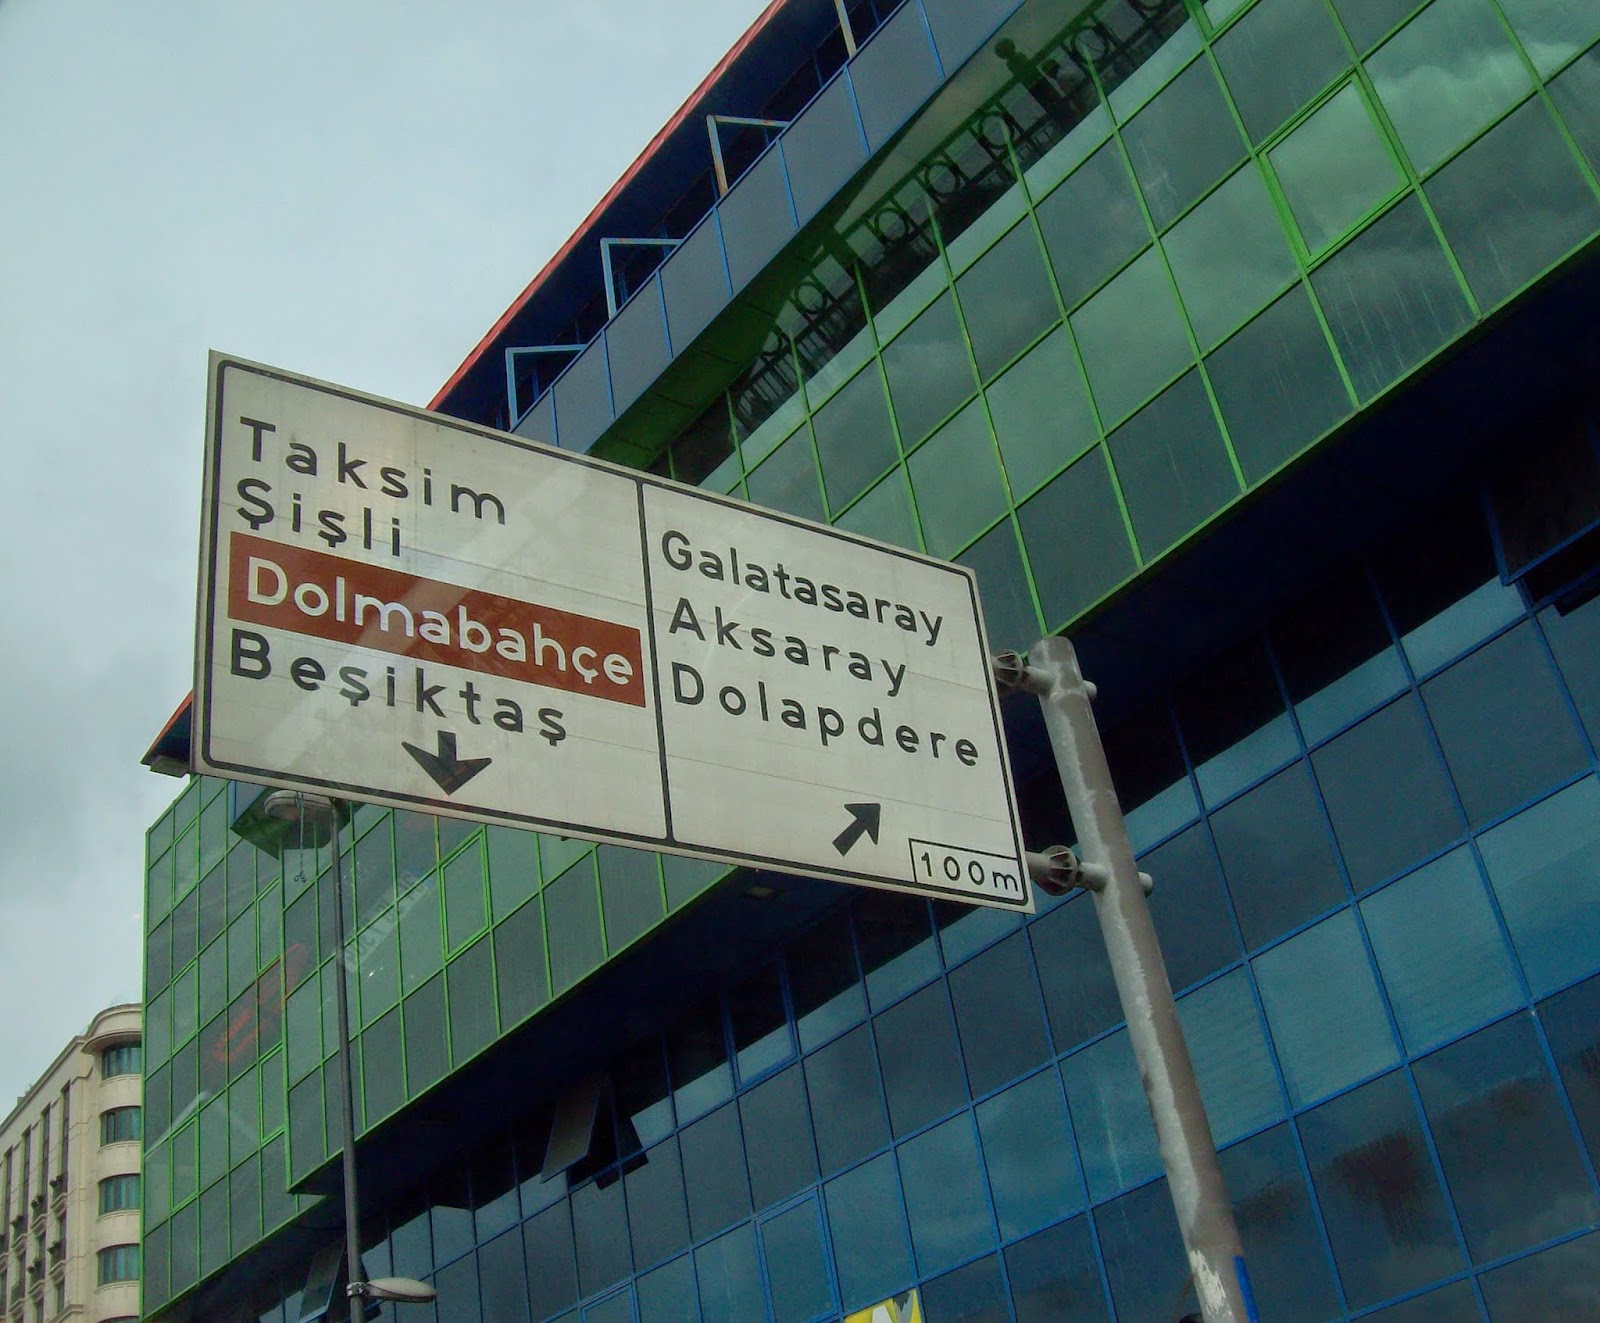 Taksim
Şişli
Dolmabahçe
Beşiktaş
Galatasaray
Aksaray
Dolapdere
100m